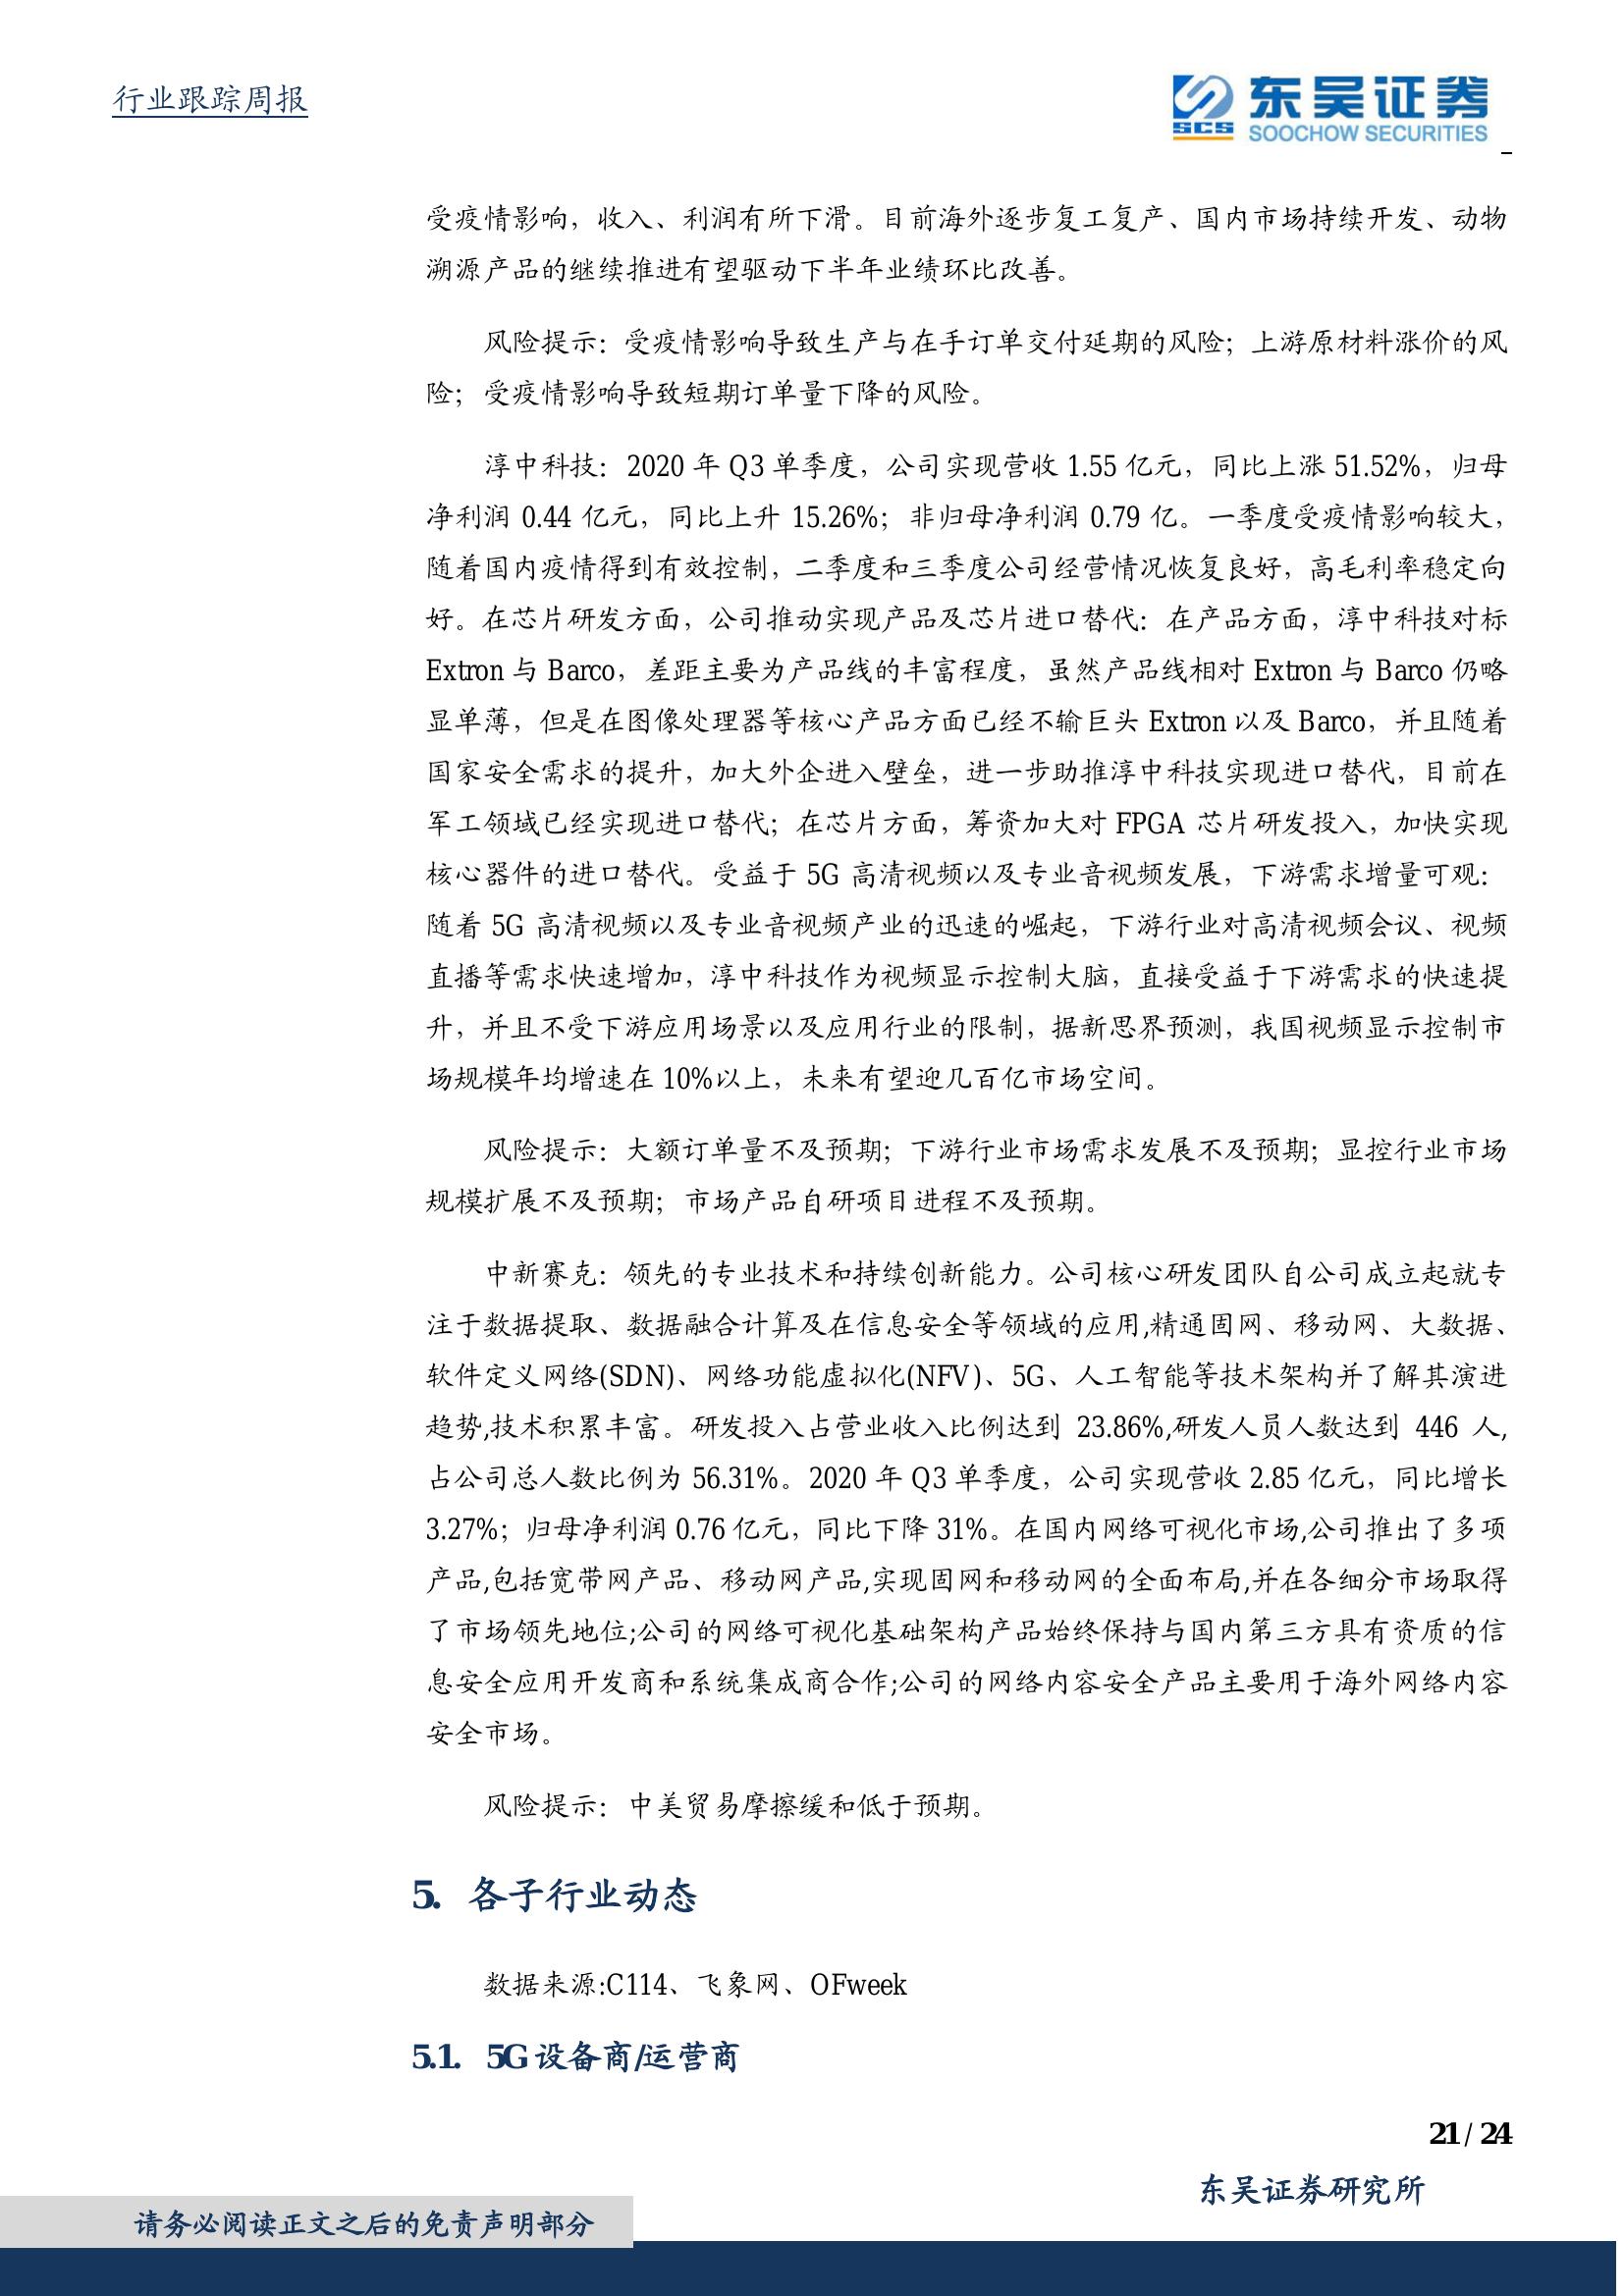 行业跟踪周报
东吴证券
SCS
SOOCHOW SECURITIES
受疫情影响，收入、利润有所下滑。目前海外逐步复工复产、国内市场持续开发、动物
溯源产品的继续推进有望驱动下半年业绩环比改善。
风险提示：受疫情影响导致生产与在手订单交付延期的风险；上游原材料涨价的风
险；受疫情影响导致短期订单量下降的风险。
淳中科技：2020 年 Q3 单季度，公司实现营收 1.55 亿元，同比上涨 51.52%，归母
净利润 0.44 亿元，同比上升 15.26%；非归母净利润 0.79 亿。一季度受疫情影响较大，
随着国内疫情得到有效控制，二季度和三季度公司经营情况恢复良好，高毛利率稳定向
好。在芯片研发方面，公司推动实现产品及芯片进口替代：在产品方面，淳中科技对标
Extron 与 Barco，差距主要为产品线的丰富程度，虽然产品线相对 Extron 与 Barco 仍略
显单薄，但是在图像处理器等核心产品方面已经不输巨头 Extron 以及 Barco，并且随着
国家安全需求的提升，加大外企进入壁垒，进一步助推淳中科技实现进口替代，目前在
军工领域已经实现进口替代；在芯片方面，筹资加大对 FPGA 芯片研发投入，加快实现
核心器件的进口替代。受益于 5G 高清视频以及专业音视频发展，下游需求增量可观：
随着 5G 高清视频以及专业音视频产业的迅速的崛起，下游行业对高清视频会议、视频
直播等需求快速增加，淳中科技作为视频显示控制大脑，直接受益于下游需求的快速提
升，并且不受下游应用场景以及应用行业的限制，据新思界预测，我国视频显示控制市
场规模年均增速在 10%以上，未来有望迎几百亿市场空间。
风险提示：大额订单量不及预期；下游行业市场需求发展不及预期；显控行业市场
规模扩展不及预期；市场产品自研项目进程不及预期。
中新赛克：领先的专业技术和持续创新能力。公司核心研发团队自公司成立起就专
注于数据提取、数据融合计算及在信息安全等领域的应用,精通固网、移动网、大数据、
软件定义网络(SDN)、网络功能虚拟化(NFV)、5G、人工智能等技术架构并了解其演进
趋势,技术积累丰富。研发投入占营业收入比例达到 23.86%,研发人员人数达到 446 人,
占公司总人数比例为 56.31%。2020 年 Q3 单季度，公司实现营收 2.85 亿元，同比增长
3.27%；归母净利润 0.76 亿元，同比下降 31%。在国内网络可视化市场,公司推出了多项
产品,包括宽带网产品、移动网产品,实现固网和移动网的全面布局,并在各细分市场取得
了市场领先地位;公司的网络可视化基础架构产品始终保持与国内第三方具有资质的信
息安全应用开发商和系统集成商合作;公司的网络内容安全产品主要用于海外网络内容
安全市场。
风险提示：中美贸易摩擦缓和低于预期。
5. 各子行业动态
数据来源:C114、飞象网、OFweek
5.1. 5G 设备商/运营商
21 / 24
东吴证券研究所
请务必阅读正文之后的免责声明部分